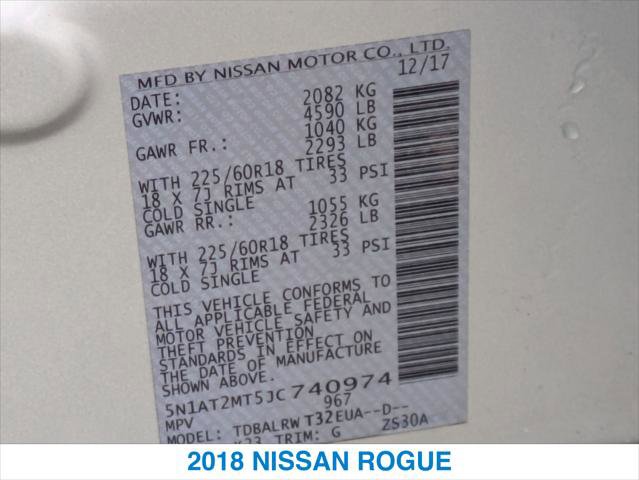 MFD BY NISSAN MOTOR CO., LTD.
DATE: 12/17
GVWR: 2082 KG
4590 LB
GAWR FR.: 1040 KG
2293 LB
WITH 225/60R18 TIRES
18 X 7J RIMS AT 33 PSI
COLD SINGLE
GAWR RR.: 1055 KG
2326 LB
WITH 225/60R18 TIRES
18 X 7J RIMS AT 33 PSI
COLD SINGLE
THIS VEHICLE CONFORMS TO
ALL APPLICABLE FEDERAL
MOTOR VEHICLE SAFETY AND
THEFT PREVENTION
STANDARDS IN EFFECT ON
THE DATE OF MANUFACTURE
SHOWN ABOVE.
5N1AT2MT5JC740974
MPV 967
MODEL: TDBALRWT32EUA--D--
K23 TRIM: G ZS30A
2018 NISSAN ROGUE